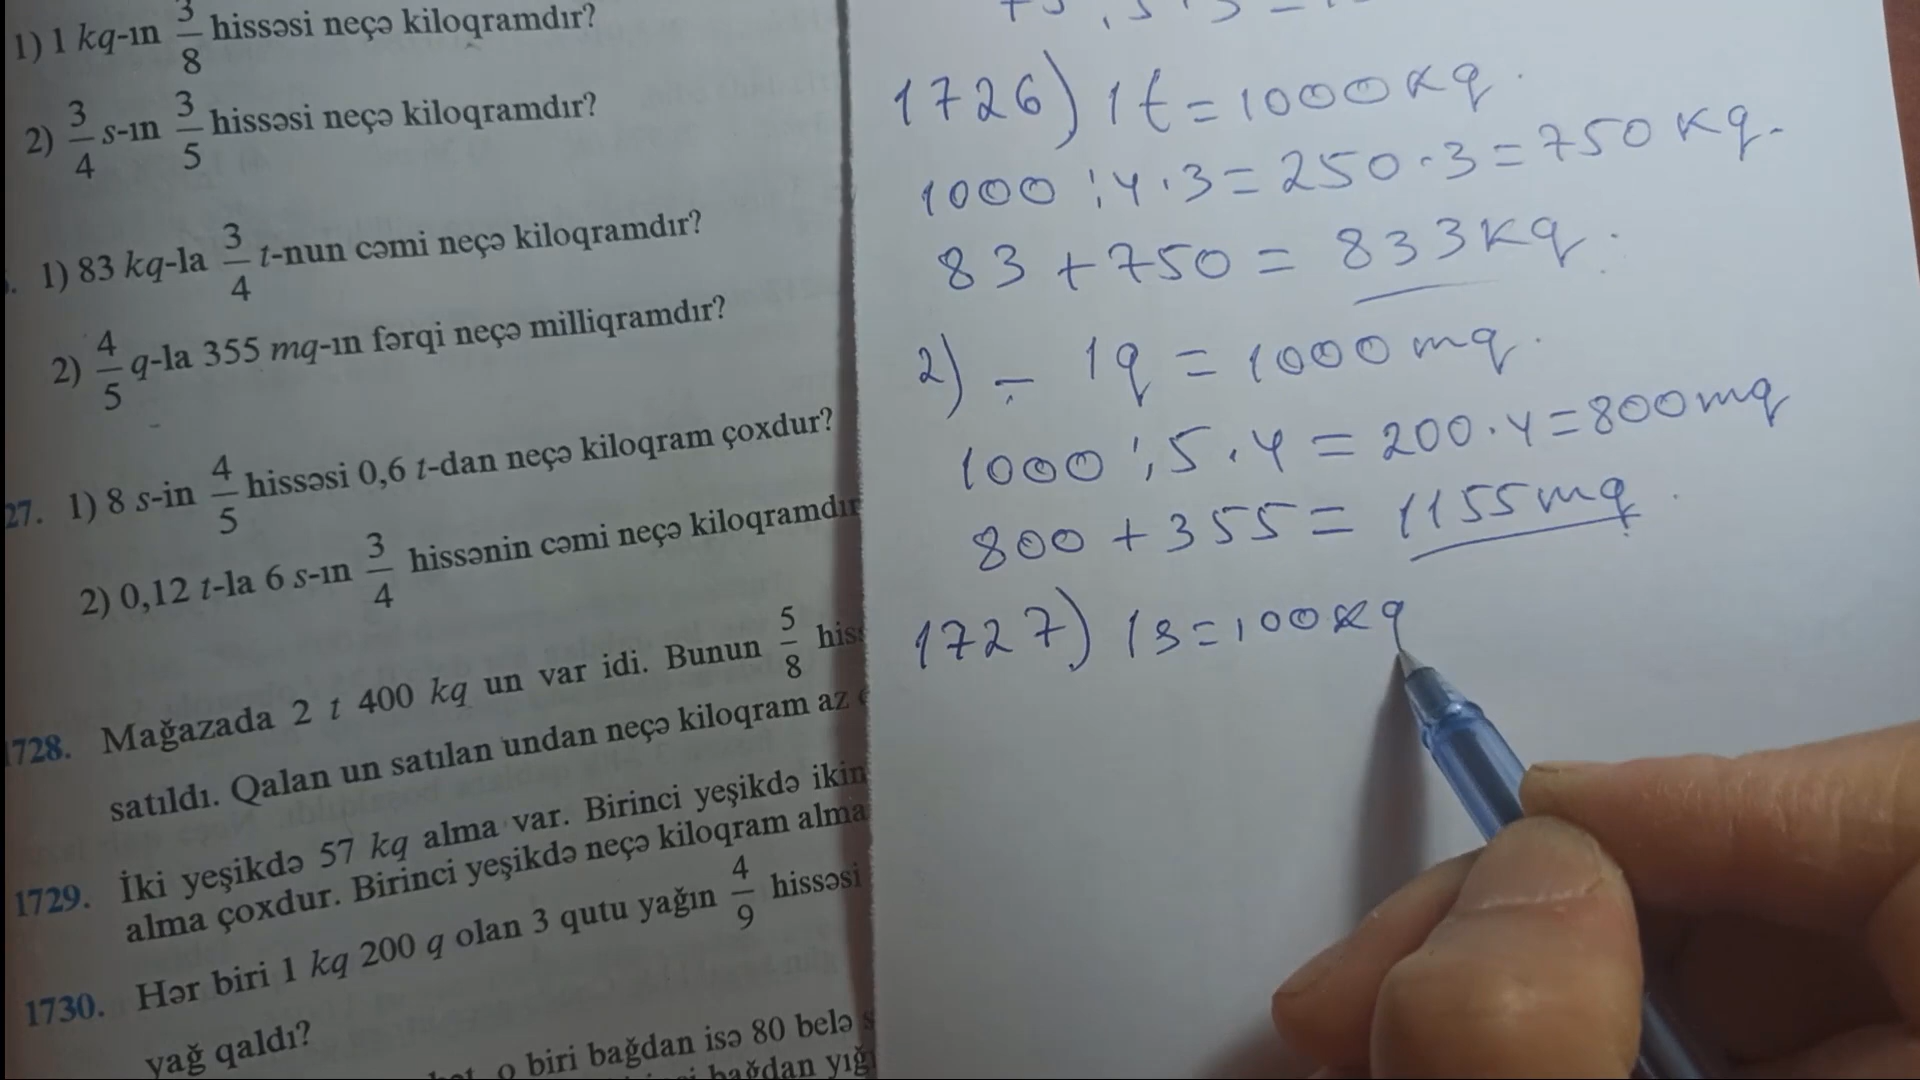 1) 1 kq-ın 3/8 hissəsi neçə kiloqramdır?
2) 3/4 s-ın 3/5 hissəsi neçə kiloqramdır?
1) 83 kq-la 3/4 t-nun cəmi neçə kiloqramdır?
2) 4/5 q-la 355 mq-ın fərqi neçə milliqramdır?
27. 1) 8 s-in 4/5 hissəsi 0,6 t-dan neçə kiloqram çoxdur?
2) 0,12 t-la 6 s-ın 3/4 hissənin cəmi neçə kiloqramdır
1728. Mağazada 2 t 400 kq un var idi. Bunun 5/8 his
satıldı. Qalan un satılan undan neçə kiloqram az
1729. İki yeşikdə 57 kq alma var. Birinci yeşikdə ikin
alma çoxdur. Birinci yeşikdə neçə kiloqram alma
1730. Hər biri 1 kq 200 q olan 3 qutu yağın 4/9 hissəsi
yağ qaldı?
o biri bağdan isə 80 belə
bağdan yığ
1726) 1t = 1000 kq.
1000 : 4 · 3 = 250 · 3 = 750 kq.
83 + 750 = 833 kq.
2) - 1q = 1000 mq.
1000 : 5 · 4 = 200 · 4 = 800 mq
800 + 355 = 1155 mq.
1727) 1s = 100 kq